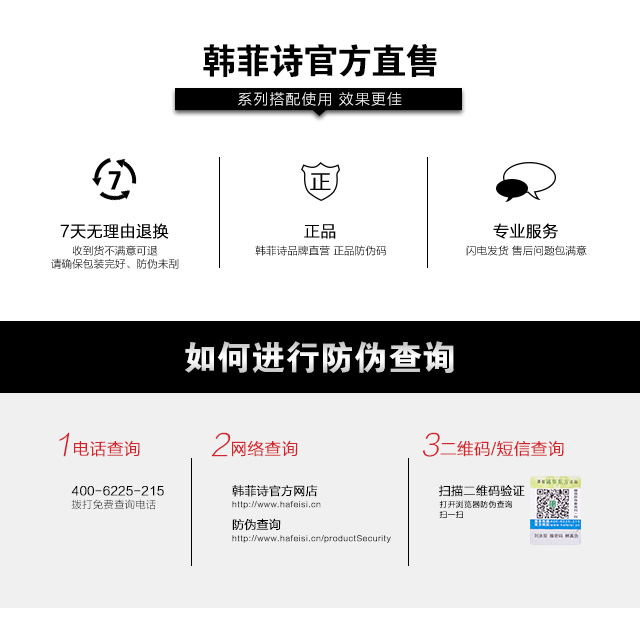 韩菲诗官方直售
系列搭配使用 效果更佳
7
正
7天无理由退换
收到货不满意可退
请确保包装完好、防伪未刮
正品
韩菲诗品牌直营 正品防伪码
专业服务
闪电发货 售后问题包满意
如何进行防伪查询
1电话查询
400-6225-215
拨打免费查询电话
2网络查询
韩菲诗官方网店
http://www.hafeisi.cn
防伪查询
http://www.hafeisi.cn/productSecurity
3二维码/短信查询
扫描二维码验证
打开浏览器防伪查询
扫一扫